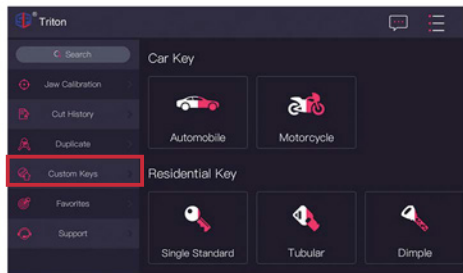 Triton
Search
Jaw Calibration
Cut History
Duplicate
Custom Keys
Favorites
Support
Car Key
Automobile
Motorcycle
Residential Key
Single Standard
Tubular
Dimple